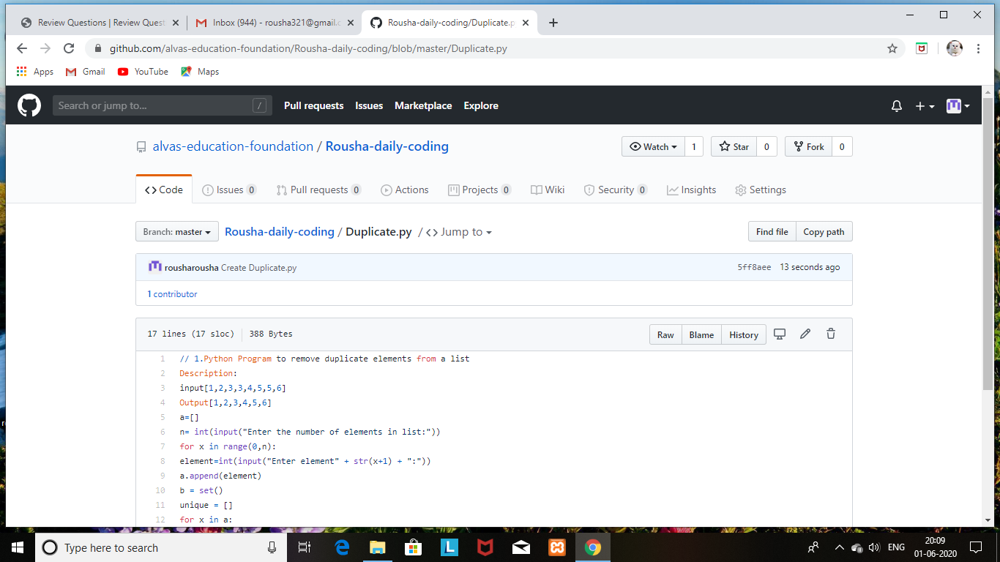 Review Questions | Review Quest
Inbox (944) - rousha321@gmail.c
Rousha-daily-coding/Duplicate.p
github.com/alvas-education-foundation/Rousha-daily-coding/blob/master/Duplicate.py
Apps Gmail YouTube Maps
Search or jump to... / Pull requests Issues Marketplace Explore
alvas-education-foundation / Rousha-daily-coding Watch 1 Star 0 Fork 0
Code Issues 0 Pull requests 0 Actions Projects 0 Wiki Security 0 Insights Settings
Branch: master Rousha-daily-coding / Duplicate.py / <> Jump to Find file Copy path
rousharousha Create Duplicate.py 5ff8aee 13 seconds ago
1 contributor
17 lines (17 sloc) 388 Bytes Raw Blame History
1 // 1.Python Program to remove duplicate elements from a list
2 Description:
3 input[1,2,3,3,4,5,5,6]
4 Output[1,2,3,4,5,6]
5 a=[]
6 n= int(input("Enter the number of elements in list:"))
7 for x in range(0,n):
8 element=int(input("Enter element" + str(x+1) + ":"))
9 a.append(element)
10 b = set()
11 unique = []
12 for x in a:
Type here to search L ENG 20:09
01-06-2020